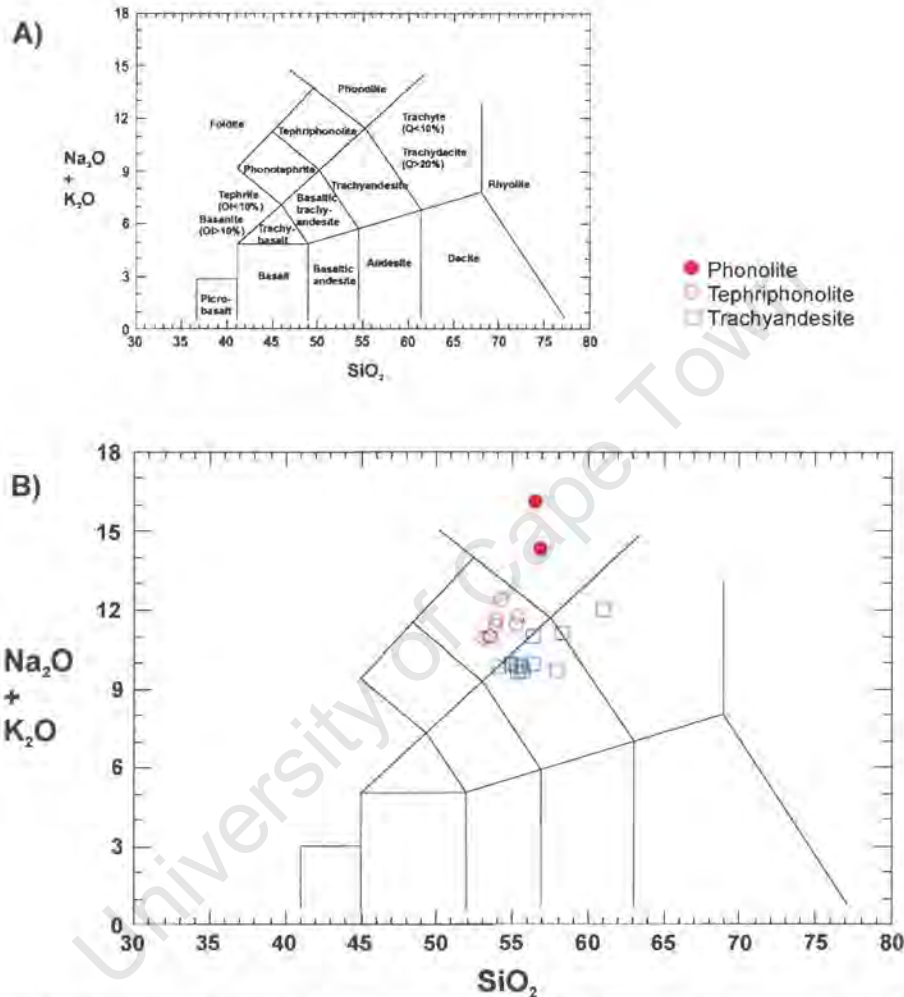 A)
18
15
12
9
6
3
0
Na₂O
+
K₂O
Phonolite
Foidite
Tephriphonolite
Trachyte
(Q<10%)
Trachydacite
(Q>20%)
Phonotephrite
Trachyandesite
Rhyolite
Tephrite
(Ol<10%)
Basanite
(Ol>10%)
Basaltic
trachy-
andesite
Trachy-
basalt
Basalt
Basaltic
andesite
Andesite
Dacite
Picro-
basalt
30 35 40 45 50 55 60 65 70 75 80
SiO₂
Phonolite
Tephriphonolite
Trachyandesite
B)
18
15
12
9
6
3
0
Na₂O
+
K₂O
30 35 40 45 50 55 60 65 70 75 80
SiO₂
University of Cape Town